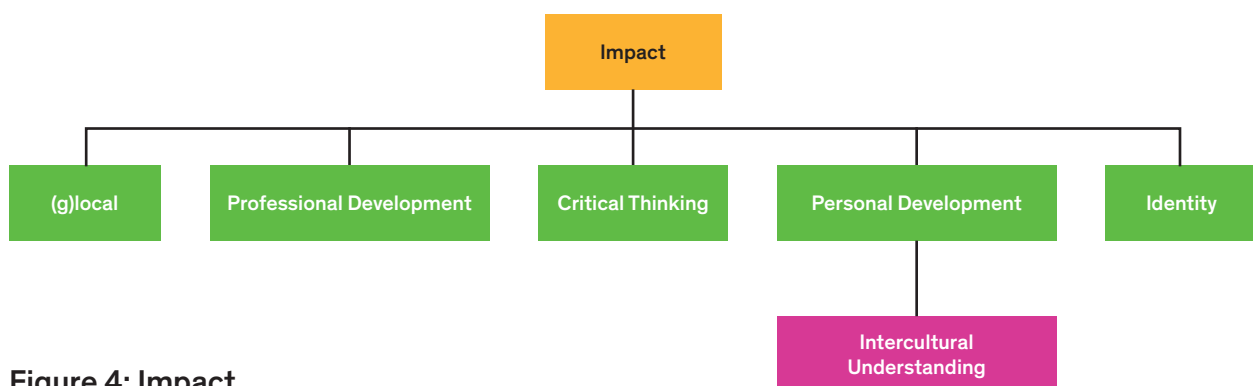 Impact
(g)local
Professional Development
Critical Thinking
Personal Development
Identity
Intercultural
Understanding
Figure 4: Impact